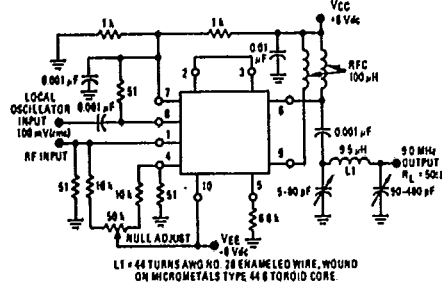 1 k
1 k
VCC
+8 Vdc
0.01 µF
0.001 µF
RFC
100 µH
LOCAL
OSCILLATOR
INPUT
100 mV(rms)
0.001 µF
51
2
3
7
8
1
4
10
5
6
9
RF INPUT
0.001 µF
9.5 µH
L1
9.0 MHz
OUTPUT
RL = 50Ω
5-80 pF
90-480 pF
51
10 k
10 k
51
50 k
6.8 k
NULL ADJUST
VEE
-8 Vdc
L1 = 44 TURNS AWG NO. 28 ENAMELED WIRE, WOUND
ON MICROMETALS TYPE 44 6 TOROID CORE.